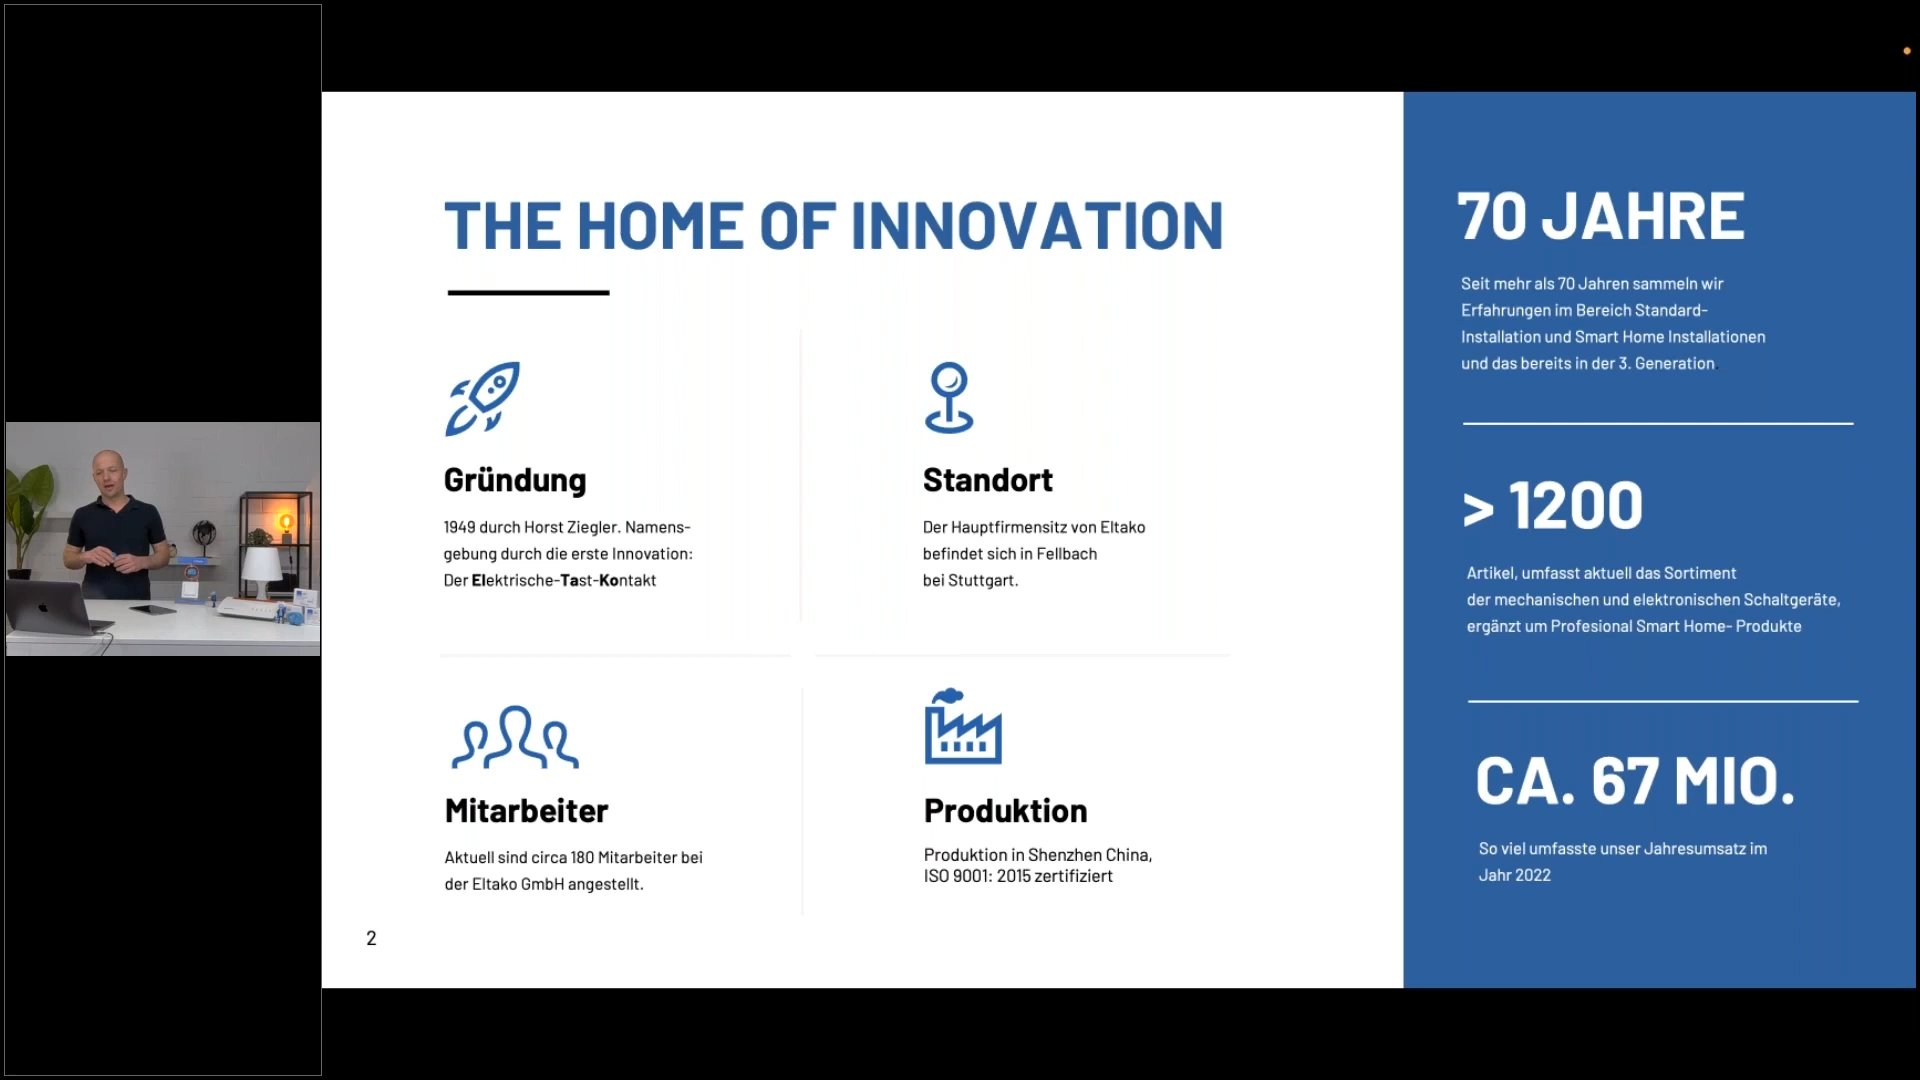 THE HOME OF INNOVATION
Gründung
1949 durch Horst Ziegler. Namens-
gebung durch die erste Innovation:
Der Elektrische-Tast-Kontakt
Standort
Der Hauptfirmensitz von Eltako
befindet sich in Fellbach
bei Stuttgart.
Mitarbeiter
Aktuell sind circa 180 Mitarbeiter bei
der Eltako GmbH angestellt.
Produktion
Produktion in Shenzhen China,
ISO 9001: 2015 zertifiziert
2
70 JAHRE
Seit mehr als 70 Jahren sammeln wir
Erfahrungen im Bereich Standard-
Installation und Smart Home Installationen
und das bereits in der 3. Generation.
> 1200
Artikel, umfasst aktuell das Sortiment
der mechanischen und elektronischen Schaltgeräte,
ergänzt um Profesional Smart Home- Produkte
CA. 67 MIO.
So viel umfasste unser Jahresumsatz im
Jahr 2022